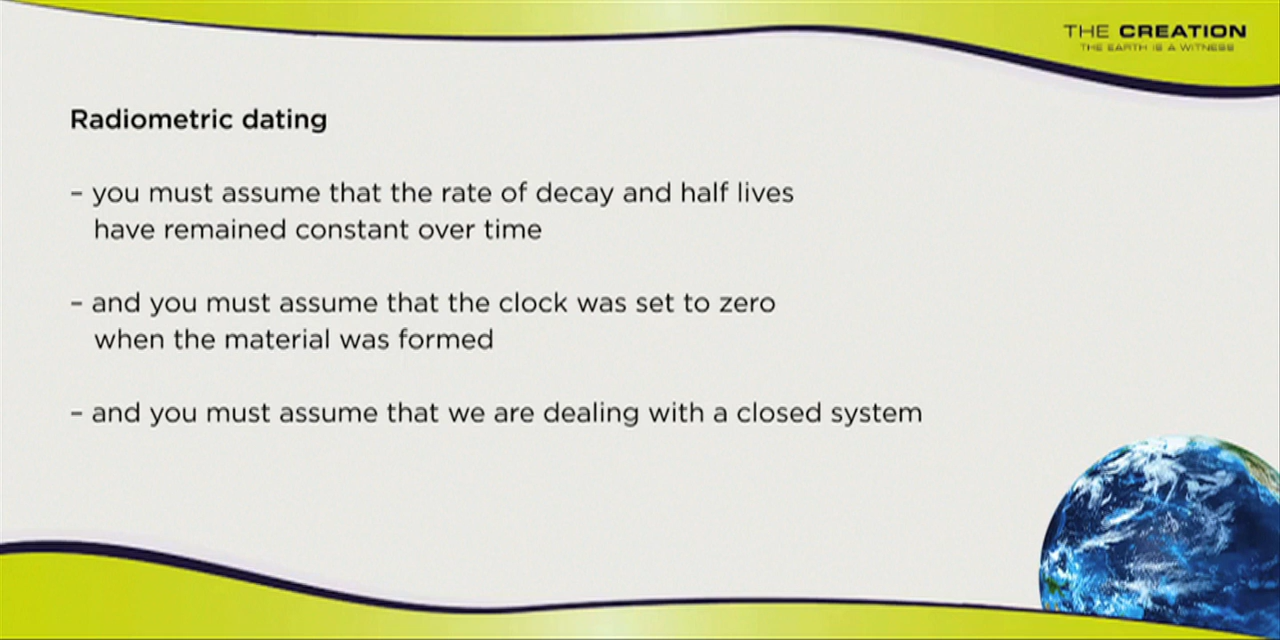 THE CREATION
THE EARTH IS A WITNESS
Radiometric dating
– you must assume that the rate of decay and half lives
have remained constant over time
– and you must assume that the clock was set to zero
when the material was formed
– and you must assume that we are dealing with a closed system